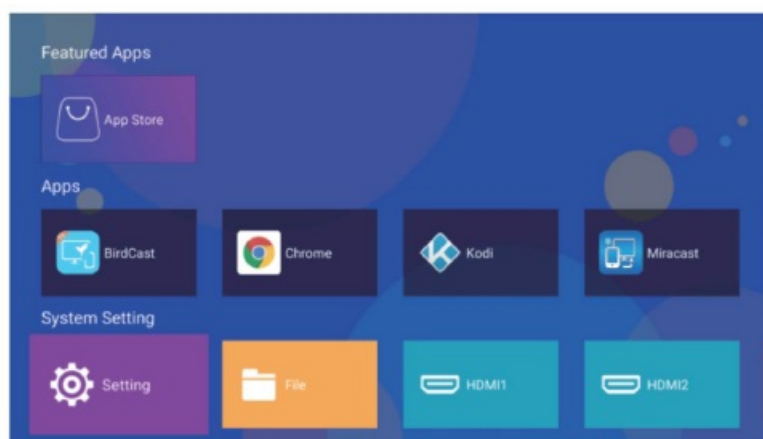 Featured Apps
App Store
Apps
BirdCast
Chrome
Kodi
Miracast
System Setting
Setting
File
HDMI1
HDMI2